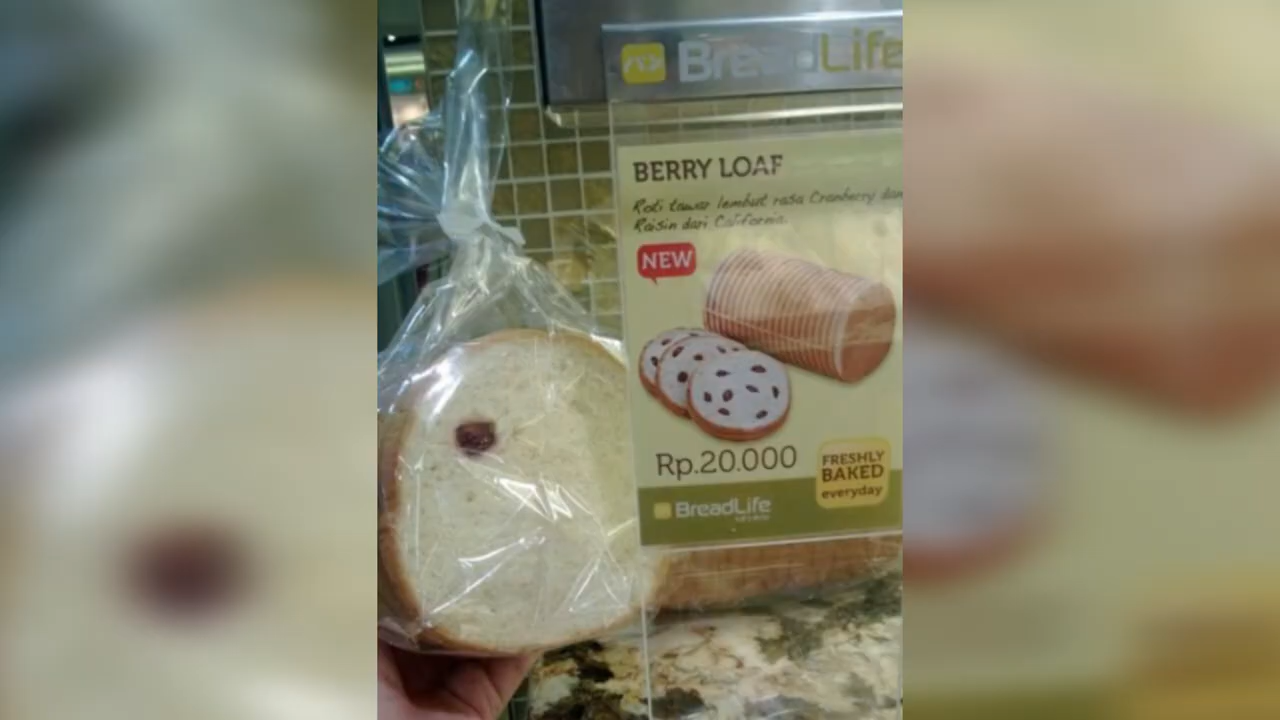 BreadLife
BERRY LOAF
Roti tawar lembut rasa Cranberry dan
Raisin dari California.
NEW
Rp.20.000
FRESHLY
BAKED
everyday
BreadLife